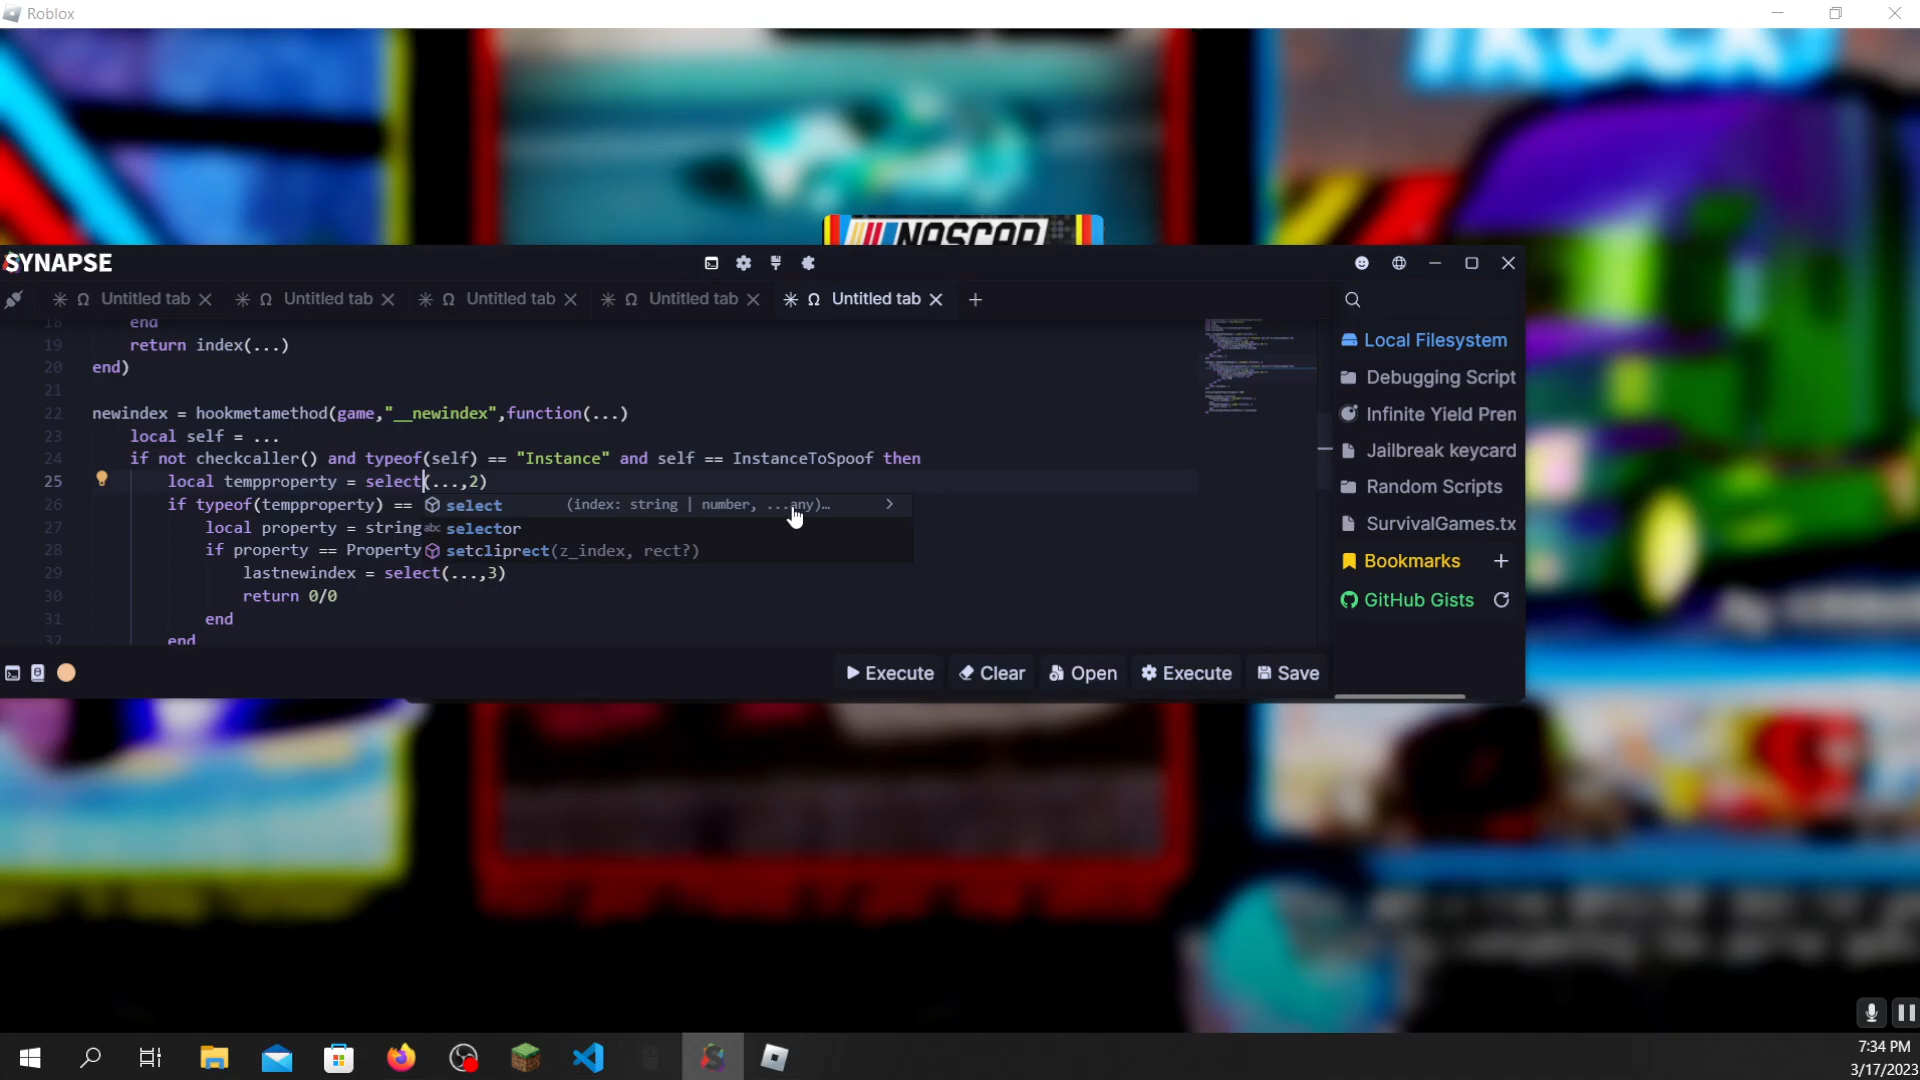 Roblox
TRUCK
NASCAR
SYNAPSE
Untitled tab
Untitled tab
Untitled tab
Untitled tab
Untitled tab
18 end
19 return index(...)
20 end)
21
22 newindex = hookmetamethod(game,"__newindex",function(...)
23 local self = ...
24 if not checkcaller() and typeof(self) == "Instance" and self == InstanceToSpoof then
25 local tempproperty = select(...,2)
26 if typeof(tempproperty) ==
27 local property = string
28 if property == Property
29 lastnewindex = select(...,3)
30 return 0/0
31 end
32 end
select (index: string | number, ...any)…
abc selector
setcliprect(z_index, rect?)
Local Filesystem
Debugging Script
Infinite Yield Pren
Jailbreak keycard
Random Scripts
SurvivalGames.tx
Bookmarks
GitHub Gists
Execute
Clear
Open
Execute
Save
7:34 PM
3/17/2023